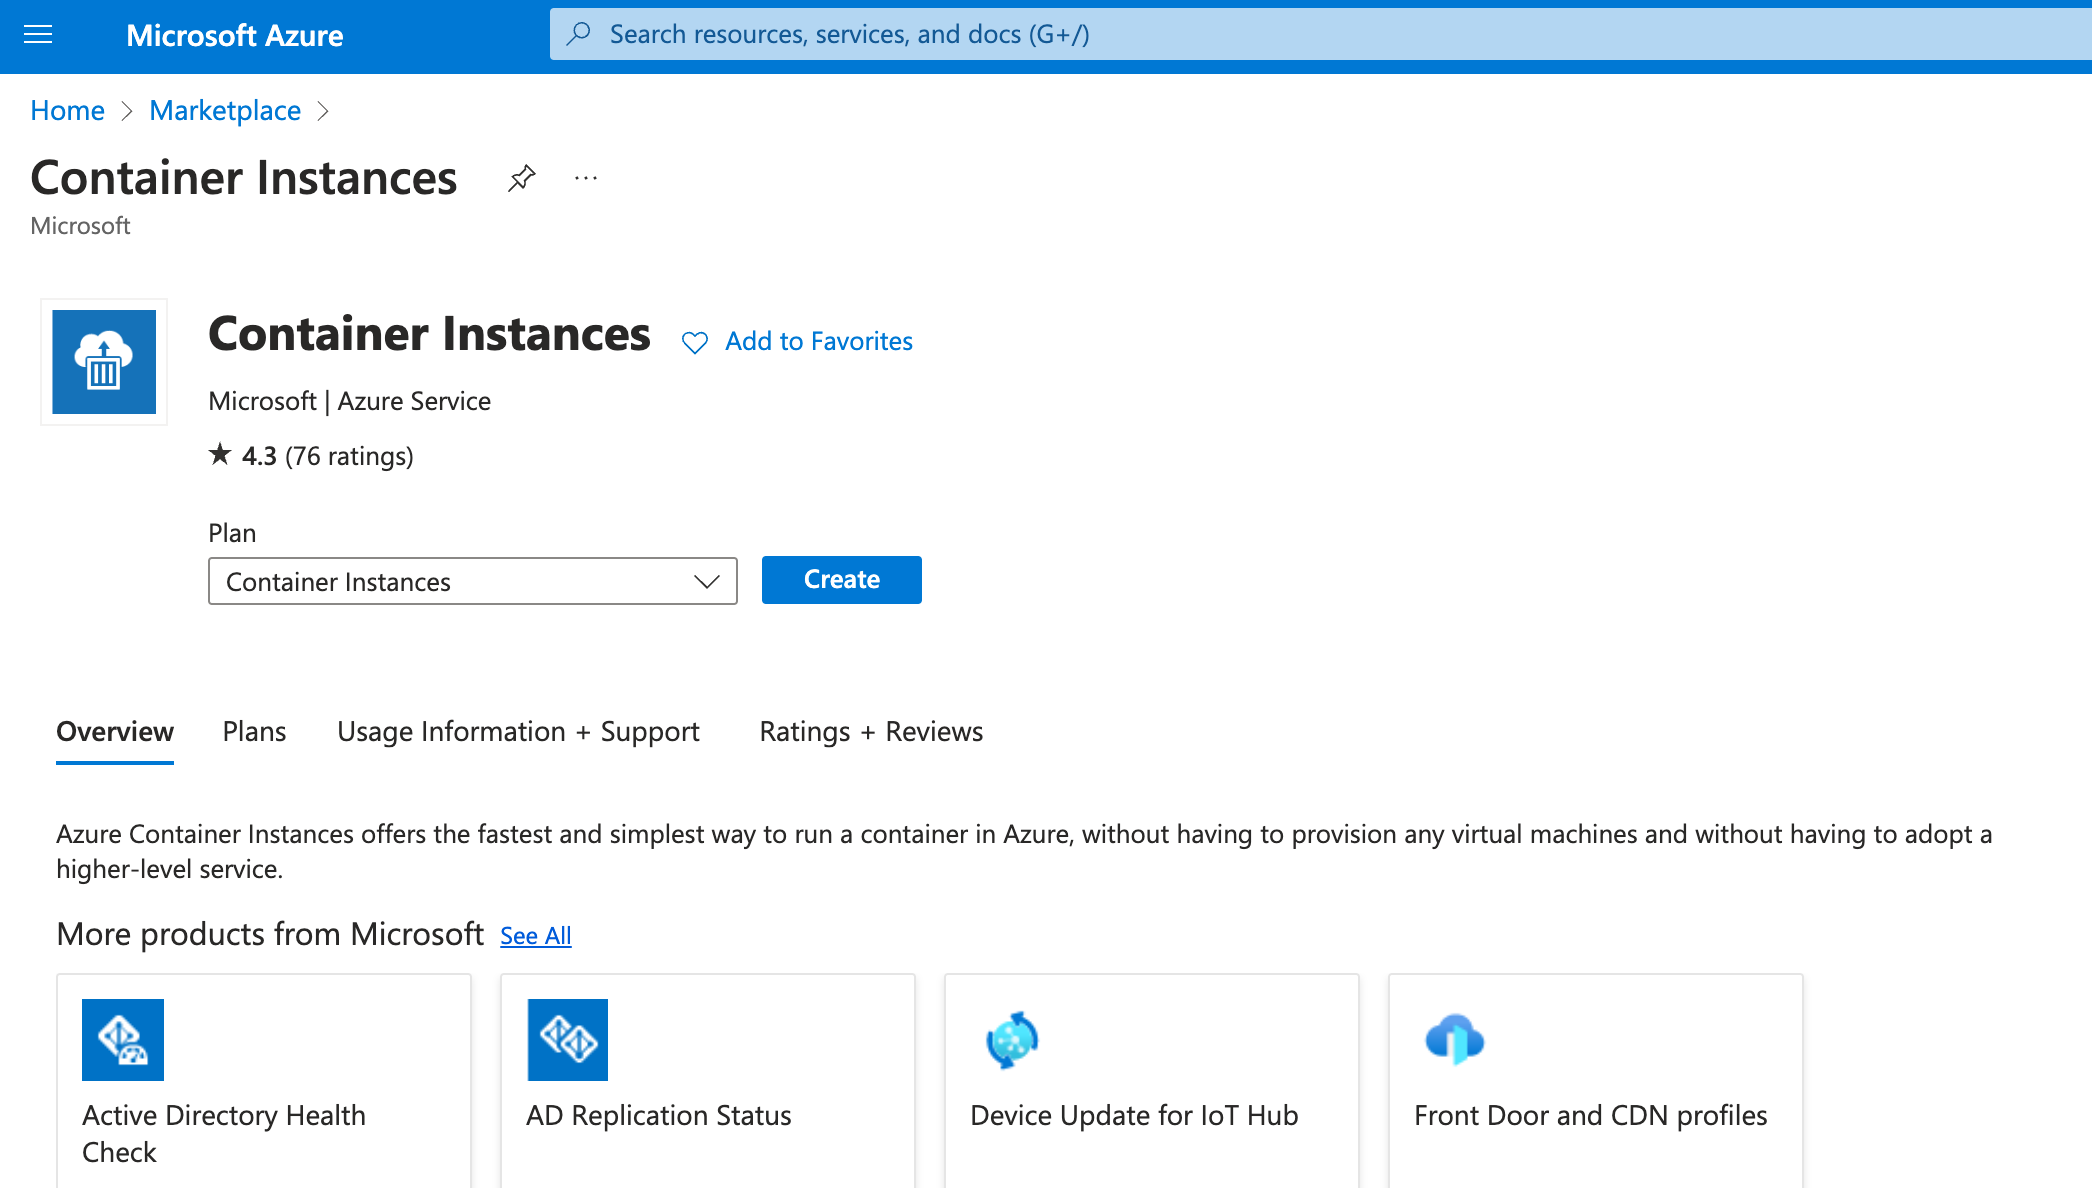 Microsoft Azure
Search resources, services, and docs (G+/)
Home > Marketplace >
Container Instances ...
Microsoft
Container Instances
Add to Favorites
Microsoft | Azure Service
★ 4.3 (76 ratings)
Plan
Container Instances
Create
Overview
Plans
Usage Information + Support
Ratings + Reviews
Azure Container Instances offers the fastest and simplest way to run a container in Azure, without having to provision any virtual machines and without having to adopt a
higher-level service.
More products from Microsoft See All
Active Directory Health
Check
AD Replication Status
Device Update for IoT Hub
Front Door and CDN profiles